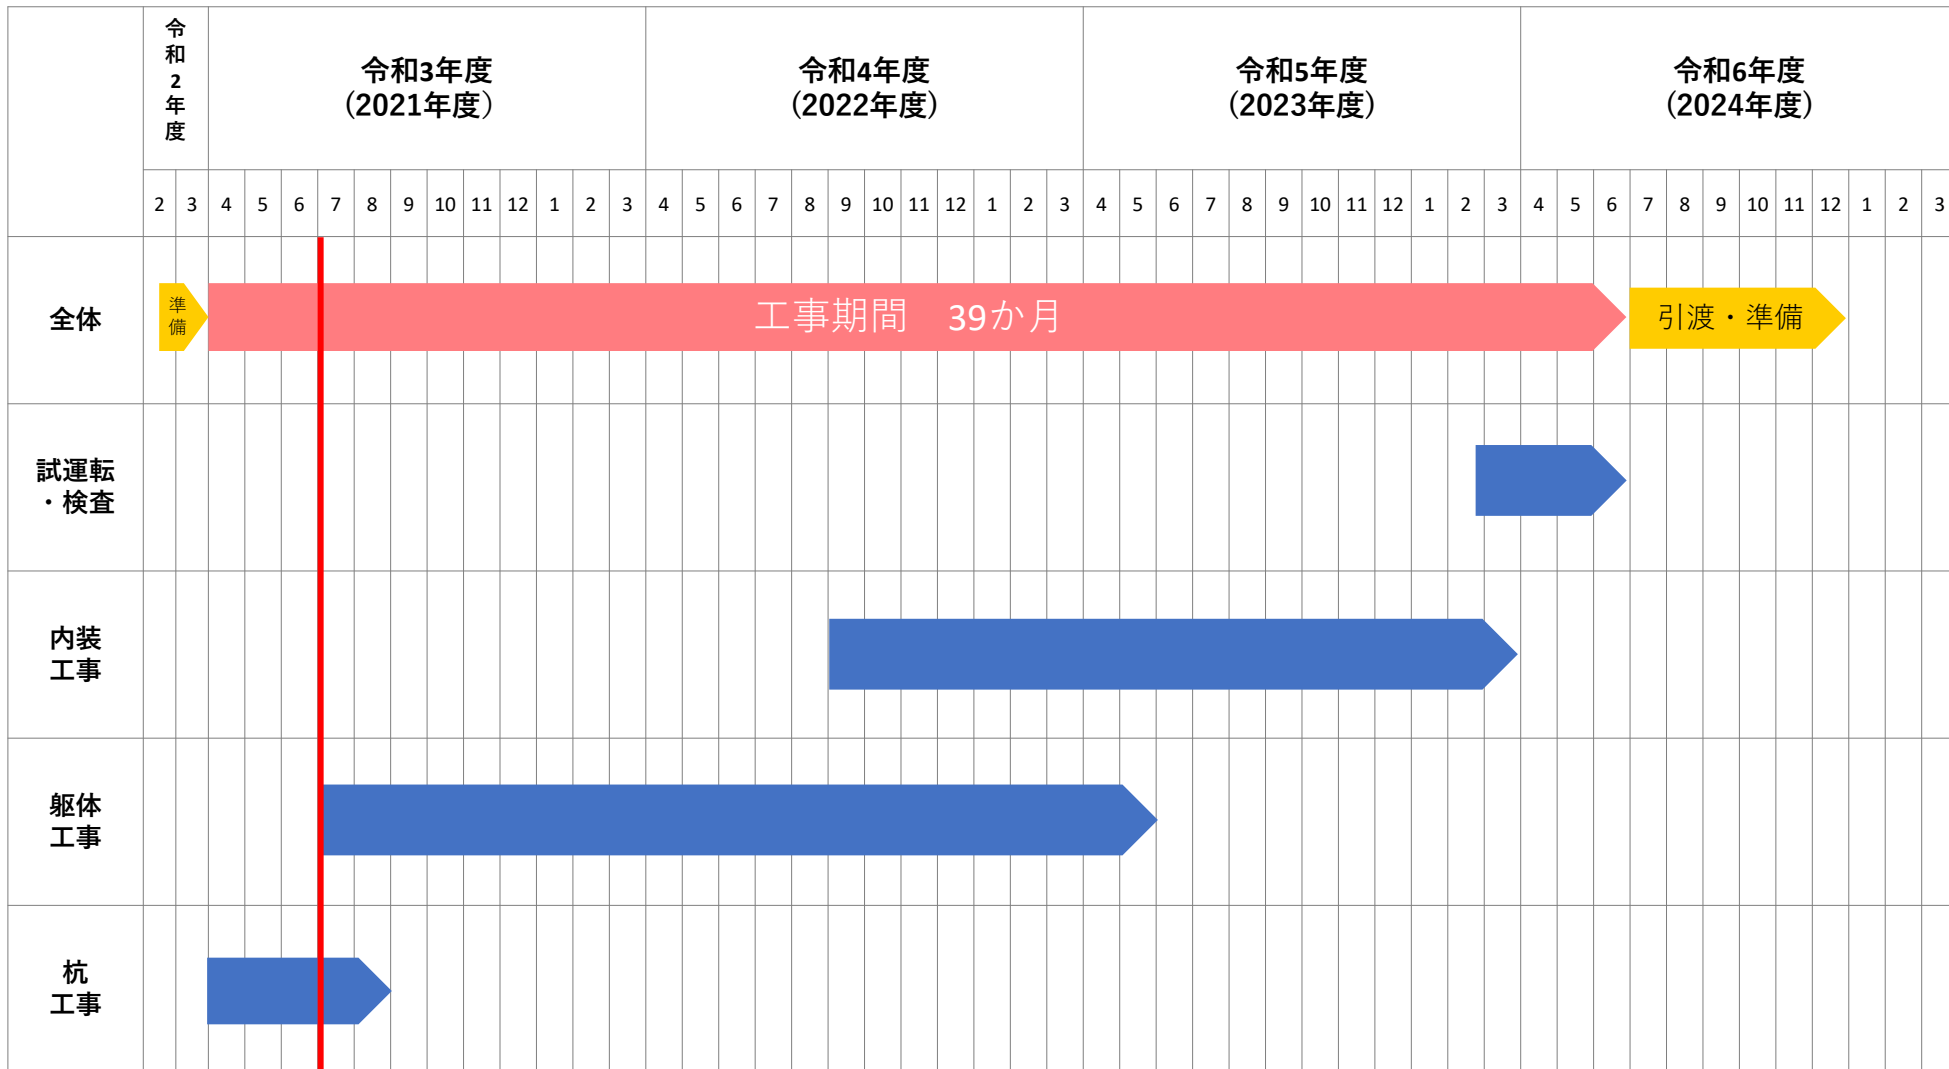 令和2年度
令和3年度
(2021年度)
令和4年度
(2022年度)
令和5年度
(2023年度)
令和6年度
(2024年度)
2 3 4 5 6 7 8 9 10 11 12 1 2 3 4 5 6 7 8 9 10 11 12 1 2 3 4 5 6 7 8 9 10 11 12 1 2 3 4 5 6 7 8 9 10 11 12 1 2 3
全体
準備
工事期間　39か月
引渡・準備
試運転
・検査
内装
工事
躯体
工事
杭
工事